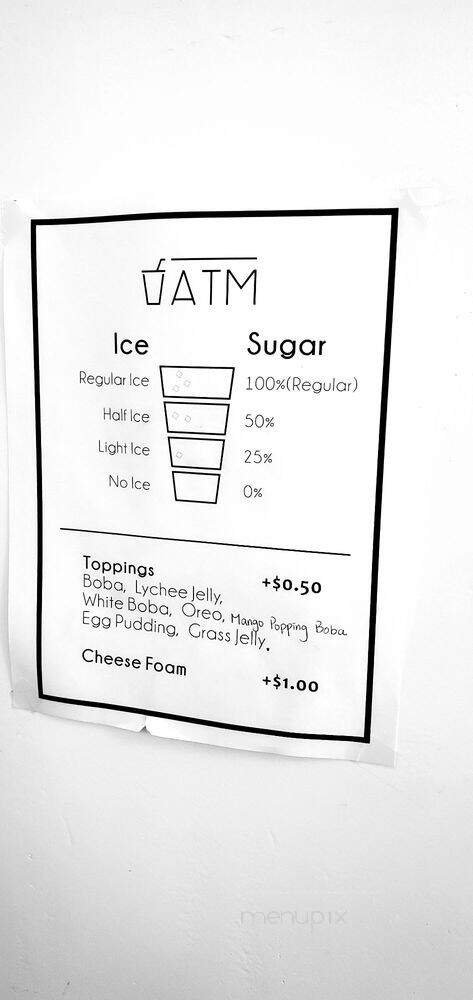 ATM
Ice Sugar
Regular Ice 100%(Regular)
Half Ice 50%
Light Ice 25%
No Ice 0%
Toppings +$0.50
Boba, Lychee Jelly,
White Boba, Oreo, Mango Popping Boba
Egg Pudding, Grass Jelly.
Cheese Foam +$1.00
menupix